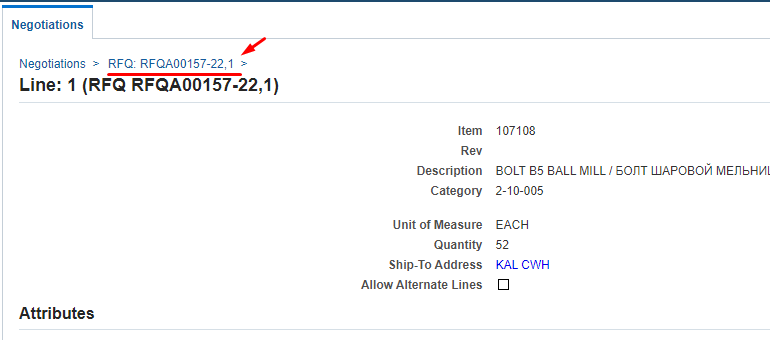 Negotiations
Negotiations > RFQ: RFQA00157-22,1 >
Line: 1 (RFQ RFQA00157-22,1)
Item 107108
Rev
Description BOLT B5 BALL MILL / БОЛТ ШАРОВОЙ МЕЛЬНИ
Category 2-10-005
Unit of Measure EACH
Quantity 52
Ship-To Address KAL CWH
Allow Alternate Lines
Attributes